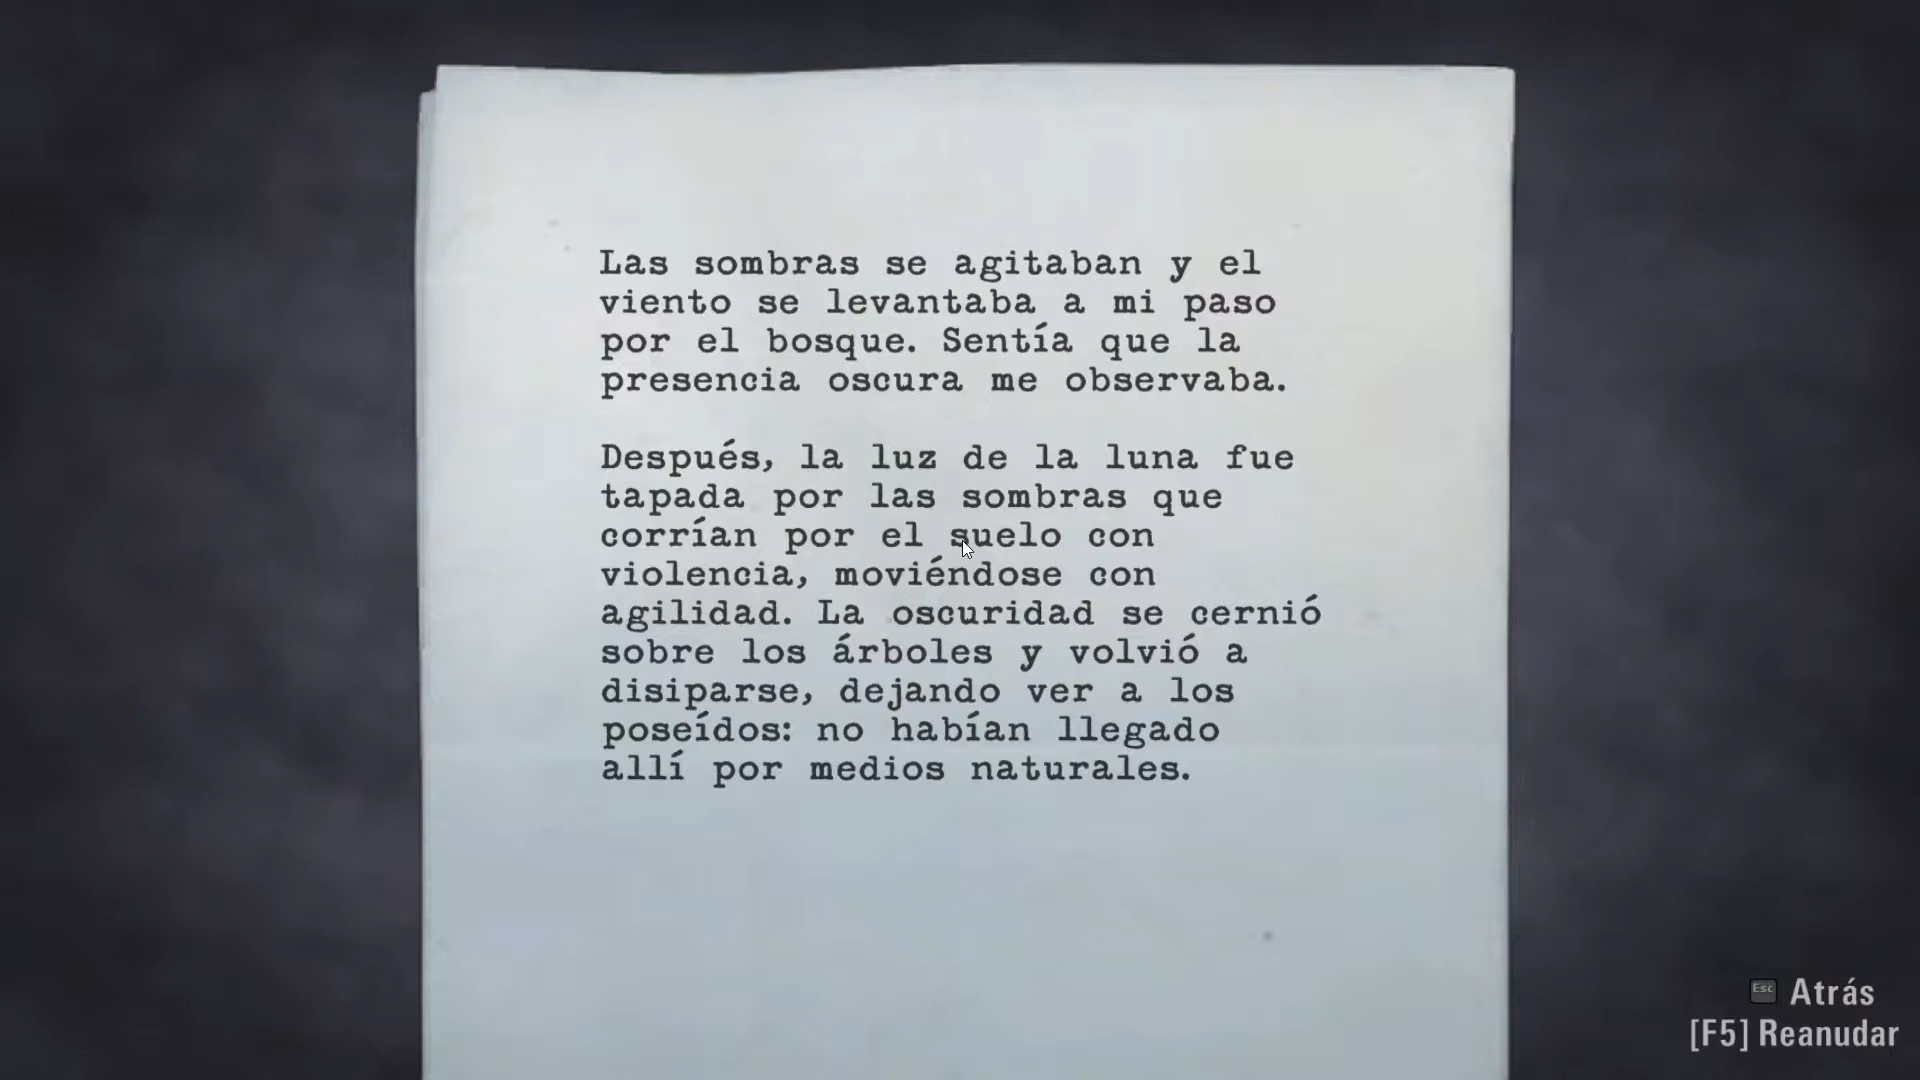 Las sombras se agitaban y el
viento se levantaba a mi paso
por el bosque. Sentía que la
presencia oscura me observaba.
Después, la luz de la luna fue
tapada por las sombras que
corrían por el suelo con
violencia, moviéndose con
agilidad. La oscuridad se cernió
sobre los árboles y volvió a
disiparse, dejando ver a los
poseídos: no habían llegado
allí por medios naturales.
Esc Atrás
[F5] Reanudar